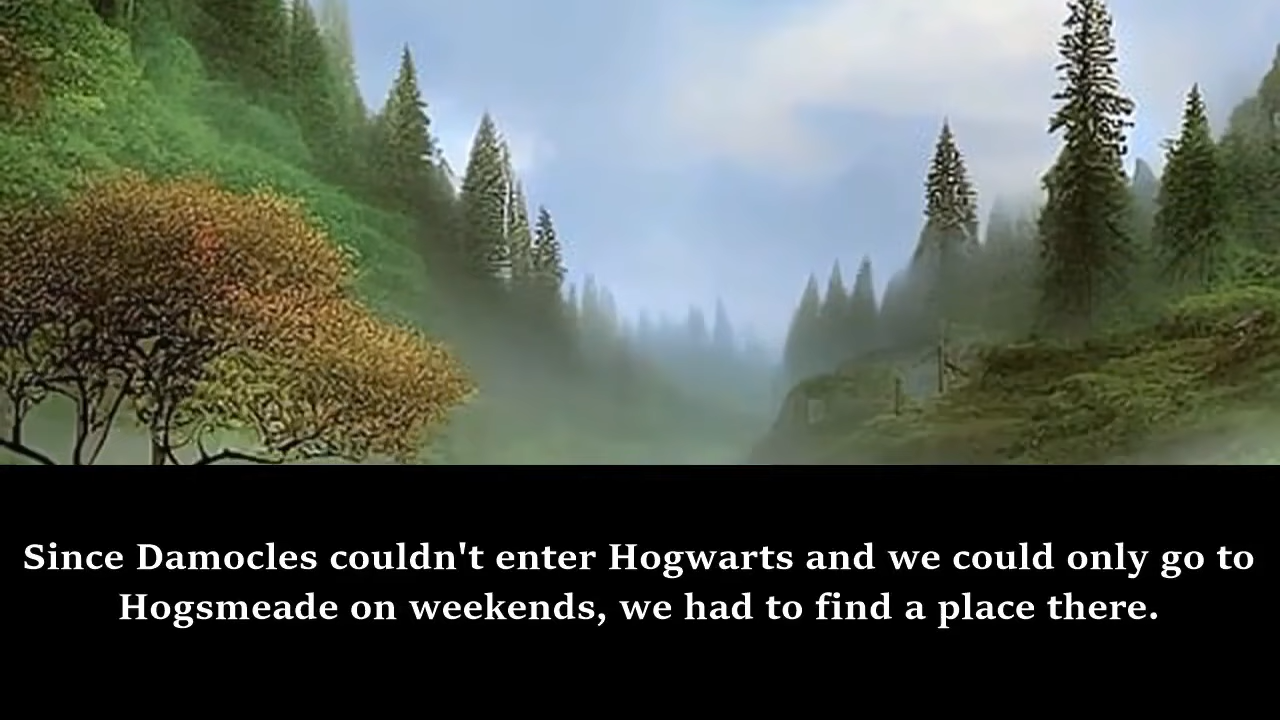 Since Damocles couldn't enter Hogwarts and we could only go to
Hogsmeade on weekends, we had to find a place there.